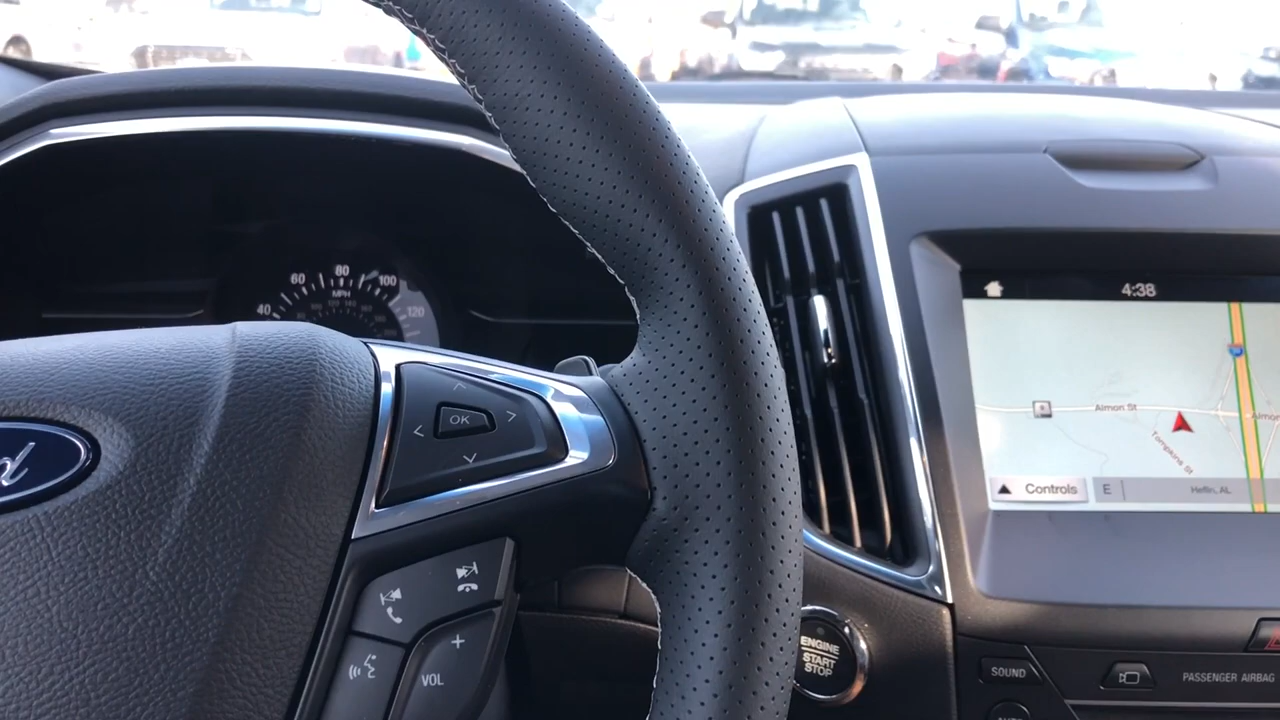 60
80
100
40
MPH
120
4:38
Almon St
Tompkins St
Controls
E
Heflin, AL
OK
VOL
+
ENGINE
START
STOP
SOUND
PASSENGER AIRBAG